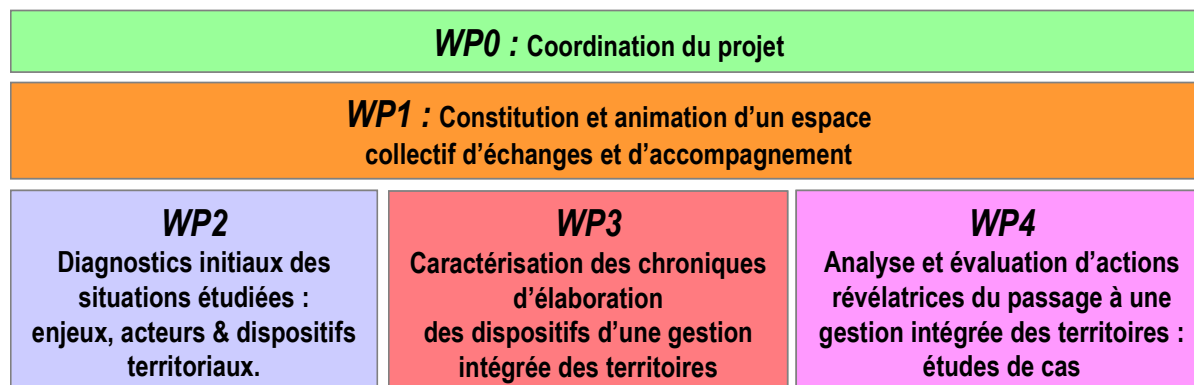 WP0 : Coordination du projet
WP1 : Constitution et animation d’un espace
collectif d’échanges et d’accompagnement
WP2
Diagnostics initiaux des
situations étudiées :
enjeux, acteurs & dispositifs
territoriaux.
WP3
Caractérisation des chroniques
d’élaboration
des dispositifs d’une gestion
intégrée des territoires
WP4
Analyse et évaluation d’actions
révélatrices du passage à une
gestion intégrée des territoires :
études de cas